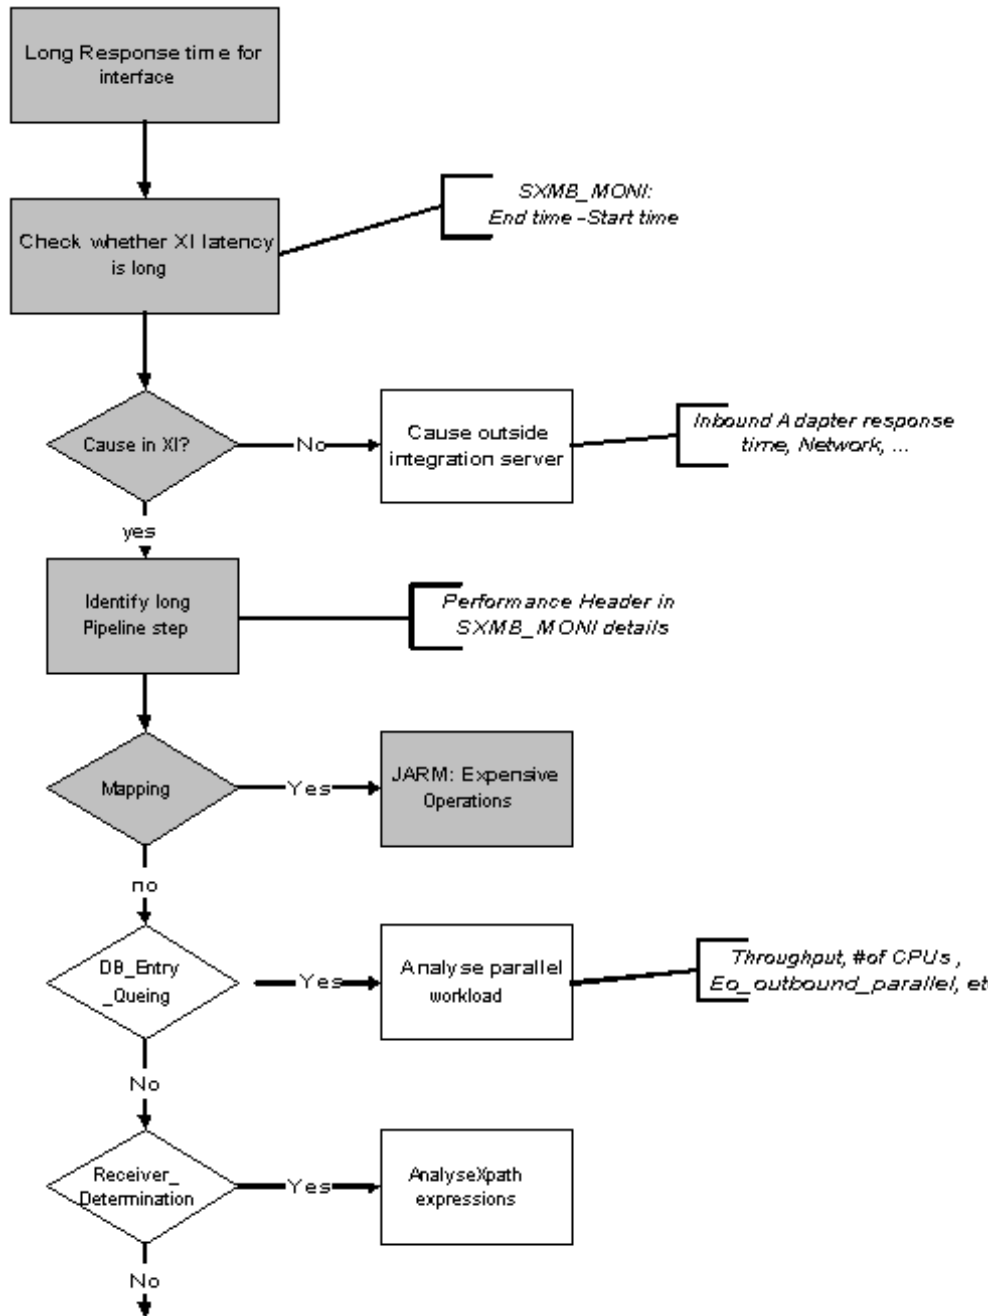 Long Response time for
interface
SXMB_MONI:
End time -Start time
Check whether XI latency
is long
Cause in XI?
No
Cause outside
integration server
Inbound Adapter response
time, Network, ...
yes
Identify long
Pipeline step
Performance Header in
SXMB_MONI details
Mapping
Yes
JARM: Expensive
Operations
no
DB_Entry
_Queing
Yes
Analyse parallel
workload
Throughput, #of CPUs ,
Eo_outbound_parallel, et
No
Receiver_
Determination
Yes
AnalyseXpath
expressions
No